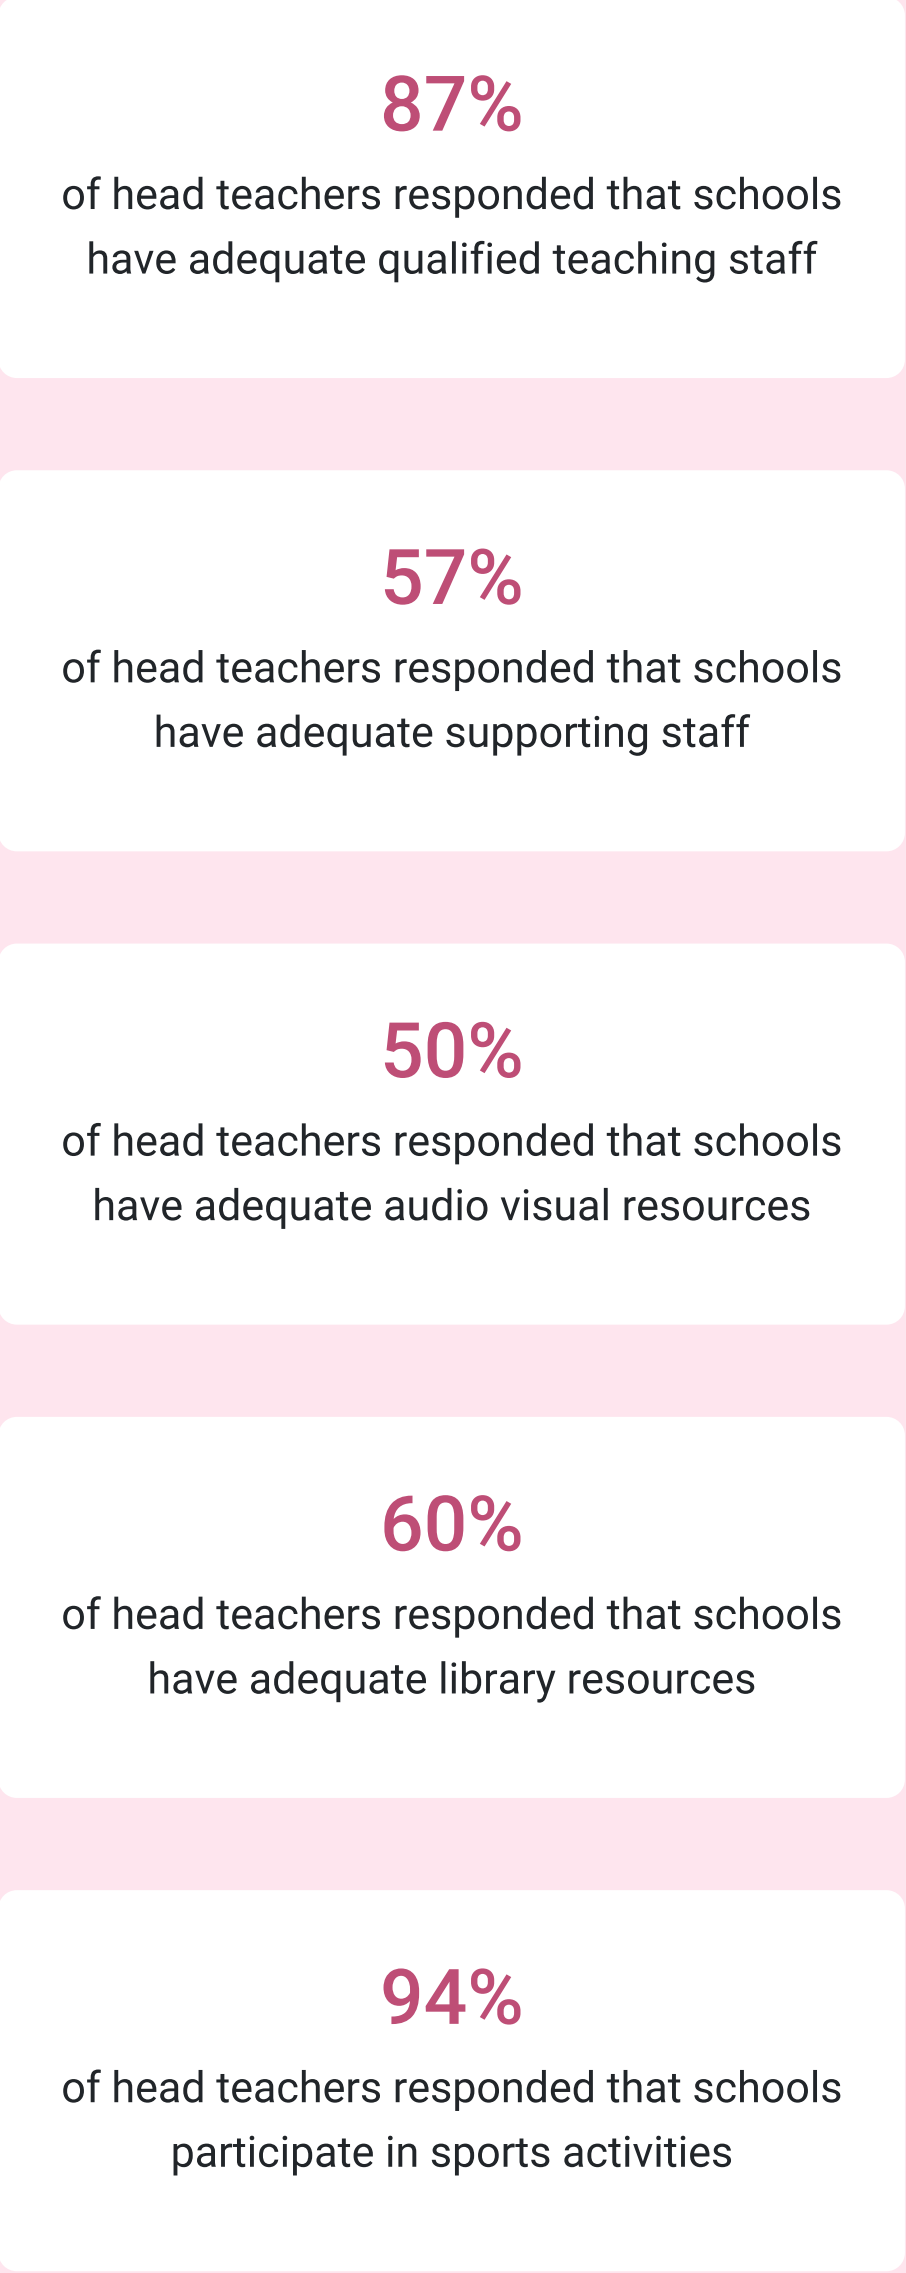 87%
of head teachers responded that schools
have adequate qualified teaching staff
57%
of head teachers responded that schools
have adequate supporting staff
50%
of head teachers responded that schools
have adequate audio visual resources
60%
of head teachers responded that schools
have adequate library resources
94%
of head teachers responded that schools
participate in sports activities